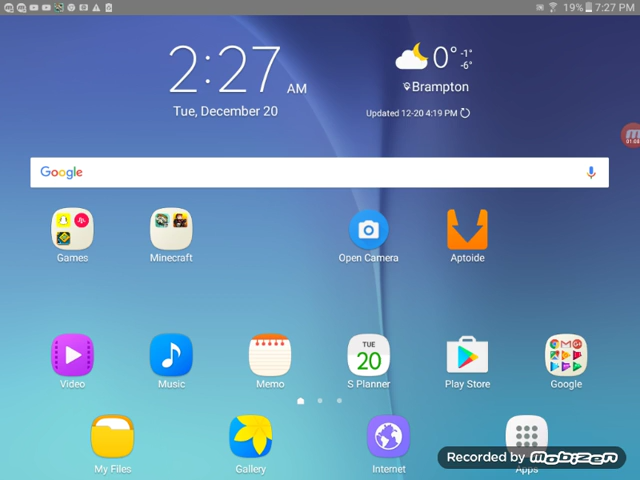 19% 7:27 PM
2:27 AM
Tue, December 20
0° -1°
-6°
Brampton
Updated 12-20 4:19 PM
01:08
Google
Games
Minecraft
Open Camera
Aptoide
TUE
20
Video
Music
Memo
S Planner
Play Store
Google
My Files
Gallery
Internet
Apps
Recorded by Mobizen